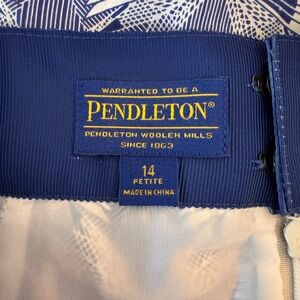 WARRANTED TO BE A
PENDLETON®
PENDLETON WOOLEN MILLS
SINCE 1863
14
PETITE
MADE IN CHINA